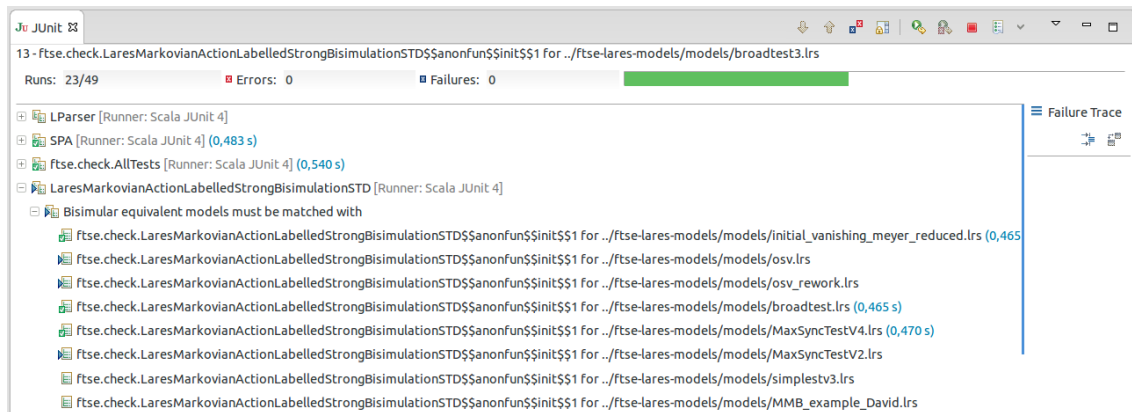 Ju JUnit
13 - ftse.check.LaresMarkovianActionLabelledStrongBisimulationSTD$$anonfun$$init$$1 for ../ftse-lares-models/models/broadtest3.lrs
Runs: 23/49 Errors: 0 Failures: 0
LParser [Runner: Scala JUnit 4]
Failure Trace
SPA [Runner: Scala JUnit 4] (0,483 s)
ftse.check.AllTests [Runner: Scala JUnit 4] (0,540 s)
LaresMarkovianActionLabelledStrongBisimulationSTD [Runner: Scala JUnit 4]
Bisimular equivalent models must be matched with
ftse.check.LaresMarkovianActionLabelledStrongBisimulationSTD$$anonfun$$init$$1 for ../ftse-lares-models/models/initial_vanishing_meyer_reduced.lrs (0,465
ftse.check.LaresMarkovianActionLabelledStrongBisimulationSTD$$anonfun$$init$$1 for ../ftse-lares-models/models/osv.lrs
ftse.check.LaresMarkovianActionLabelledStrongBisimulationSTD$$anonfun$$init$$1 for ../ftse-lares-models/models/osv_rework.lrs
ftse.check.LaresMarkovianActionLabelledStrongBisimulationSTD$$anonfun$$init$$1 for ../ftse-lares-models/models/broadtest.lrs (0,465 s)
ftse.check.LaresMarkovianActionLabelledStrongBisimulationSTD$$anonfun$$init$$1 for ../ftse-lares-models/models/MaxSyncTestV4.lrs (0,470 s)
ftse.check.LaresMarkovianActionLabelledStrongBisimulationSTD$$anonfun$$init$$1 for ../ftse-lares-models/models/MaxSyncTestV2.lrs
ftse.check.LaresMarkovianActionLabelledStrongBisimulationSTD$$anonfun$$init$$1 for ../ftse-lares-models/models/simplestv3.lrs
ftse.check.LaresMarkovianActionLabelledStrongBisimulationSTD$$anonfun$$init$$1 for ../ftse-lares-models/models/MMB_example_David.lrs